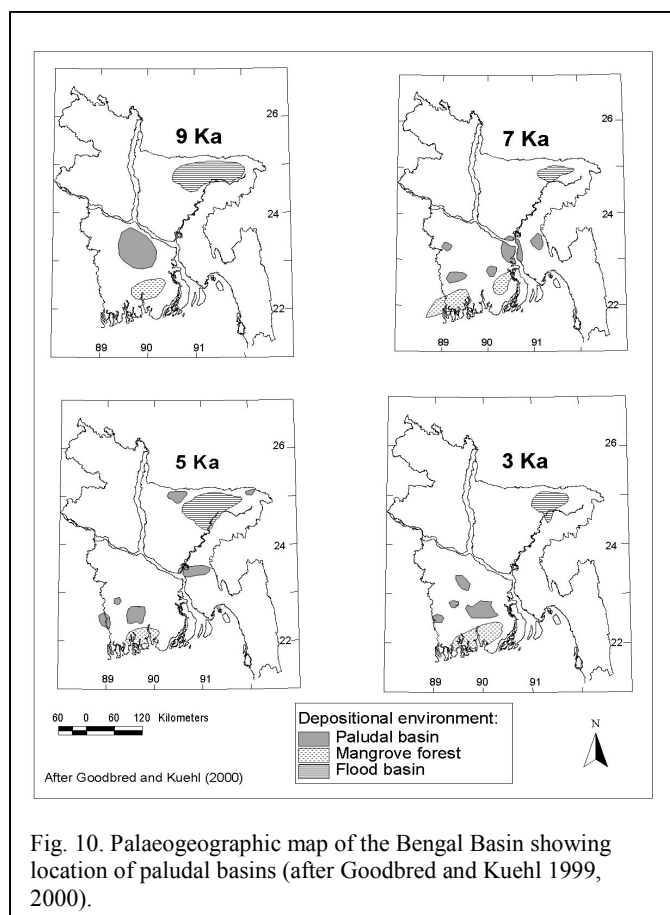 9 Ka
26
24
22
89 90 91
7 Ka
26
24
22
89 90 91
5 Ka
26
24
22
89 90 91
3 Ka
26
24
22
89 90 91
60 0 60 120 Kilometers
After Goodbred and Kuehl (2000)
Depositional environment:
Paludal basin
Mangrove forest
Flood basin
N
Fig. 10. Palaeogeographic map of the Bengal Basin showing
location of paludal basins (after Goodbred and Kuehl 1999,
2000).